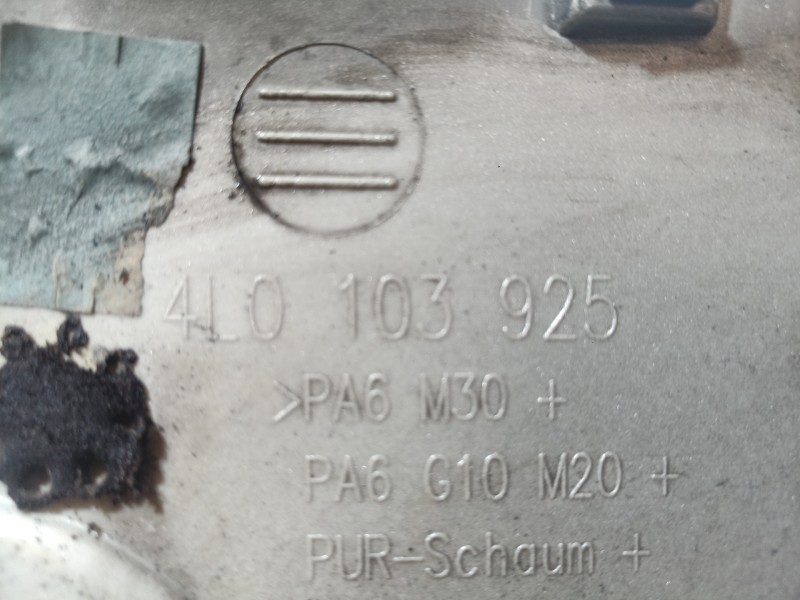 4L0 103 925
>PA6 M30 +
PA6 G10 M20 +
PUR-Schaum +